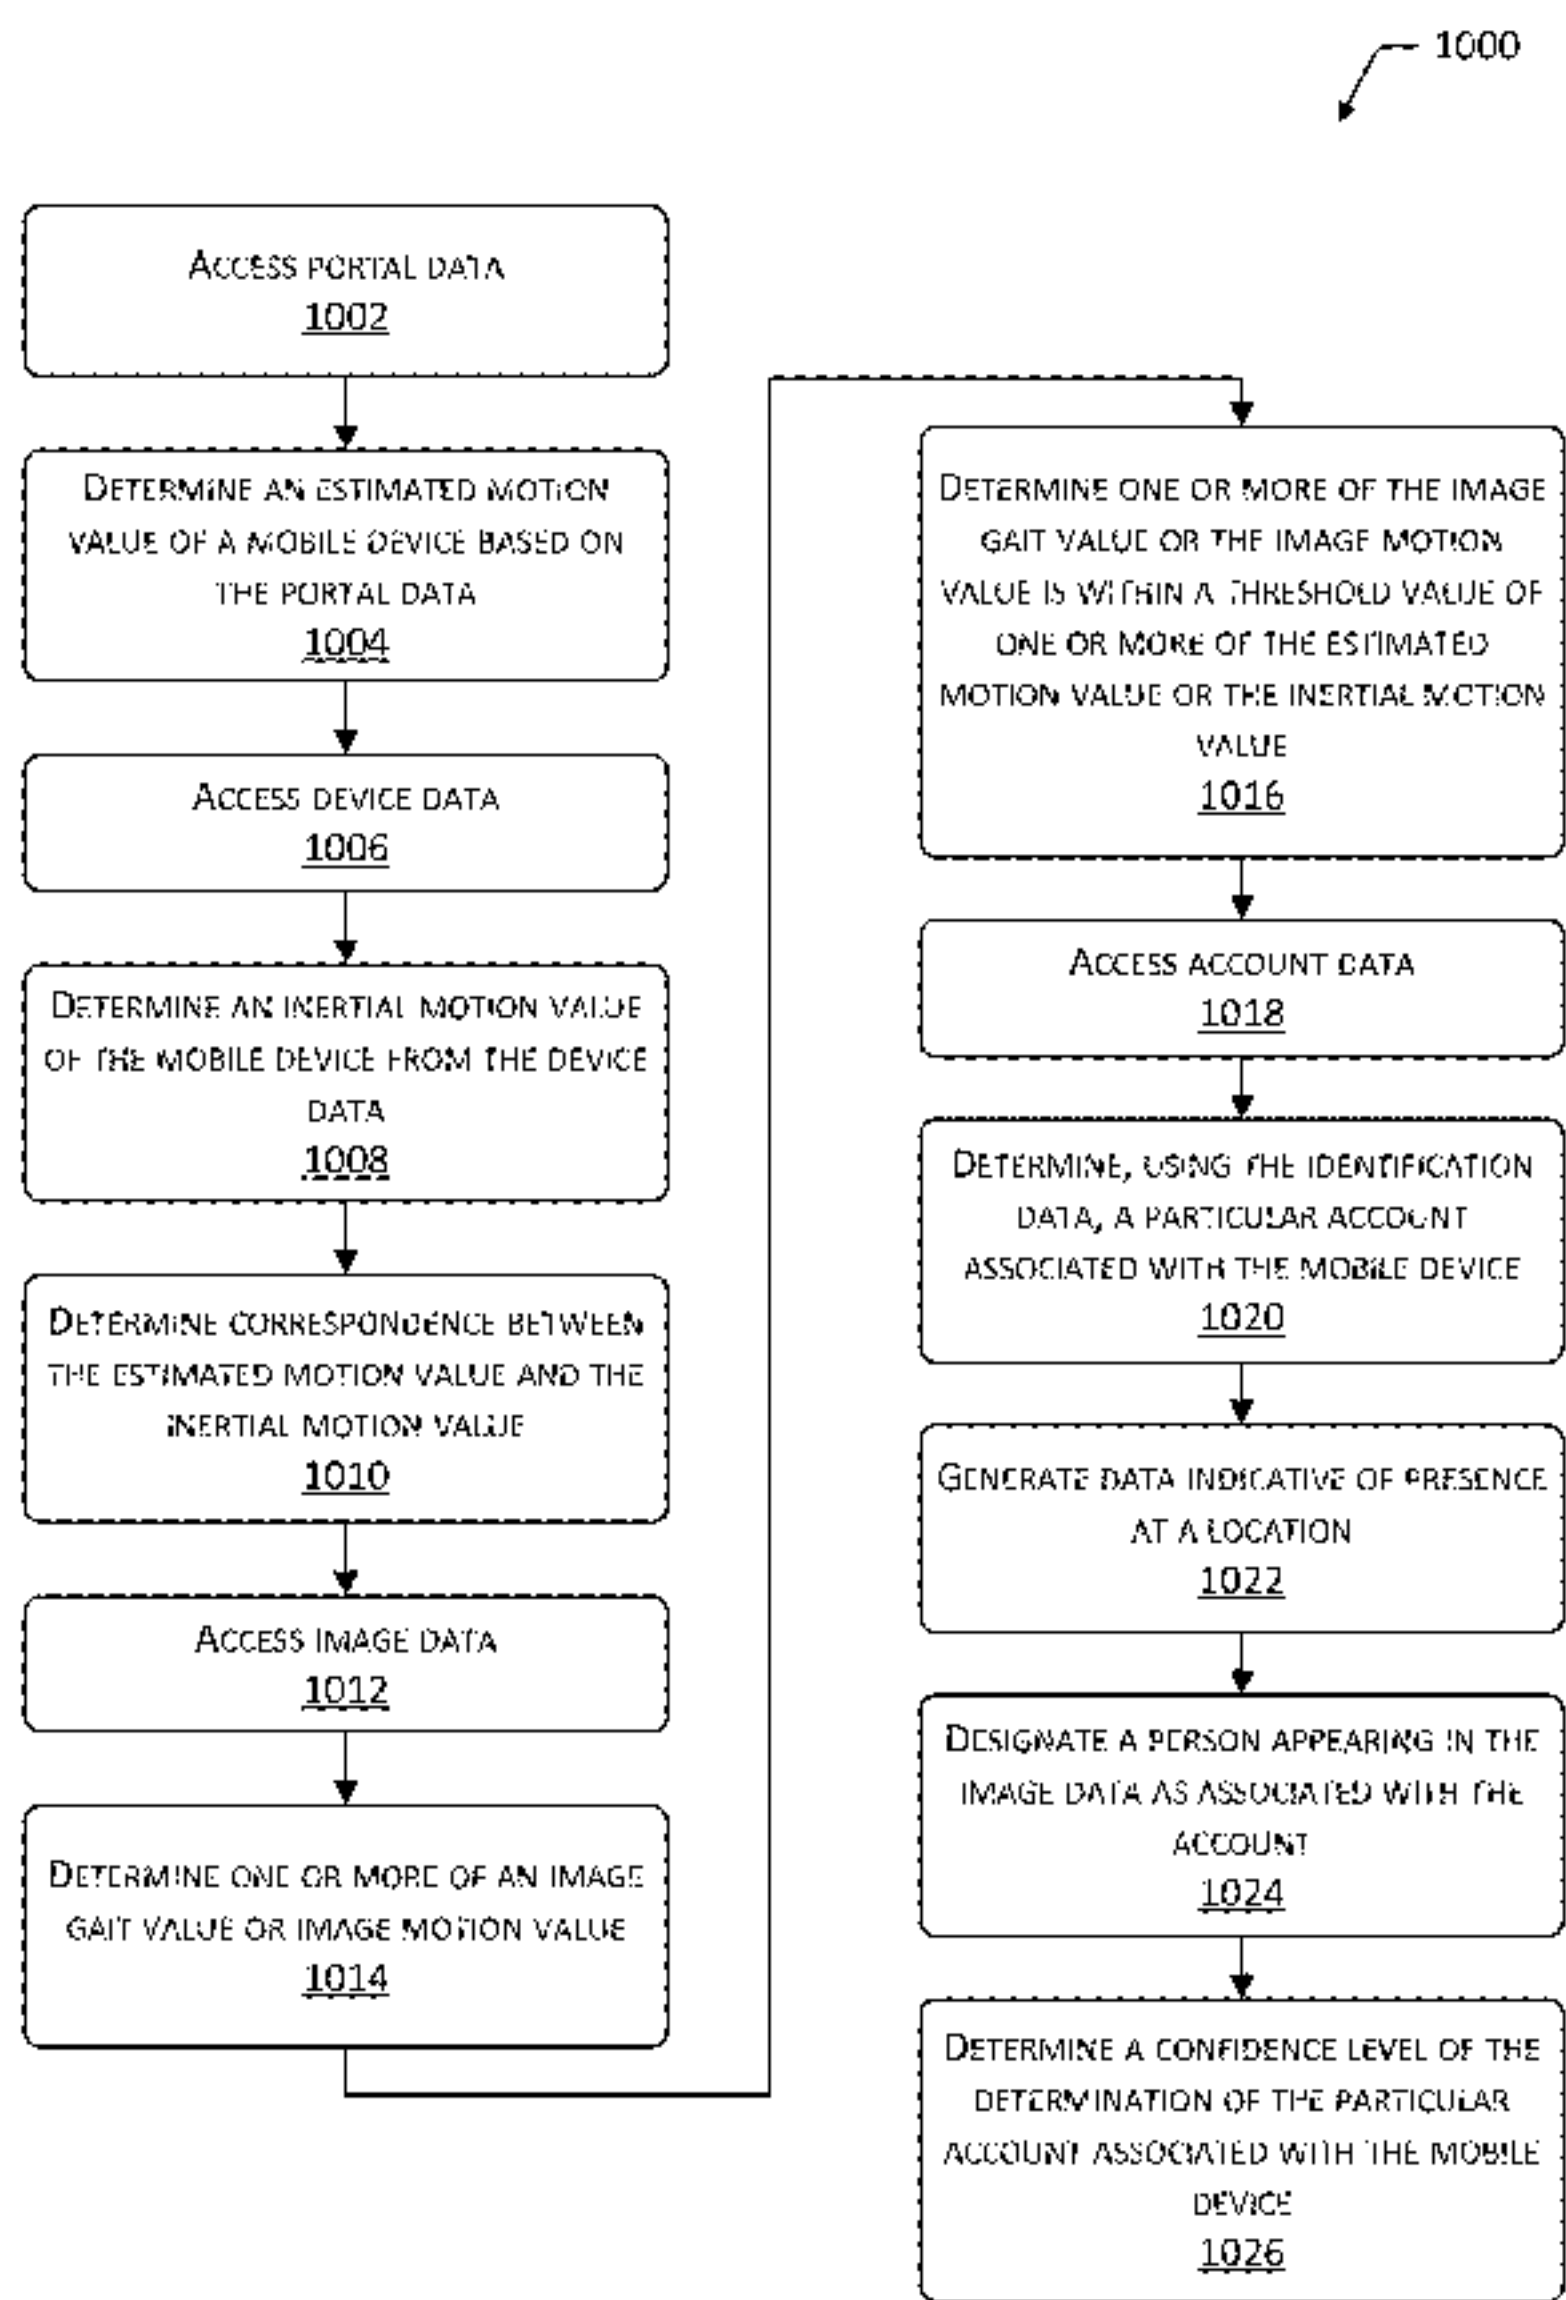 1000
ACCESS PORTAL DATA
1002
DETERMINE AN ESTIMATED MOTION
VALUE OF A MOBILE DEVICE BASED ON
THE PORTAL DATA
1004
ACCESS DEVICE DATA
1006
DETERMINE AN INERTIAL MOTION VALUE
OF THE MOBILE DEVICE FROM THE DEVICE
DATA
1008
DETERMINE CORRESPONDENCE BETWEEN
THE ESTIMATED MOTION VALUE AND THE
INERTIAL MOTION VALUE
1010
ACCESS IMAGE DATA
1012
DETERMINE ONE OR MORE OF AN IMAGE
GAIT VALUE OR IMAGE MOTION VALUE
1014
DETERMINE ONE OR MORE OF THE IMAGE
GAIT VALUE OR THE IMAGE MOTION
VALUE IS WITHIN A THRESHOLD VALUE OF
ONE OR MORE OF THE ESTIMATED
MOTION VALUE OR THE INERTIAL MOTION
VALUE
1016
ACCESS ACCOUNT DATA
1018
DETERMINE, USING THE IDENTIFICATION
DATA, A PARTICULAR ACCOUNT
ASSOCIATED WITH THE MOBILE DEVICE
1020
GENERATE DATA INDICATIVE OF PRESENCE
AT A LOCATION
1022
DESIGNATE A PERSON APPEARING IN THE
IMAGE DATA AS ASSOCIATED WITH THE
ACCOUNT
1024
DETERMINE A CONFIDENCE LEVEL OF THE
DETERMINATION OF THE PARTICULAR
ACCOUNT ASSOCIATED WITH THE MOBILE
DEVICE
1026